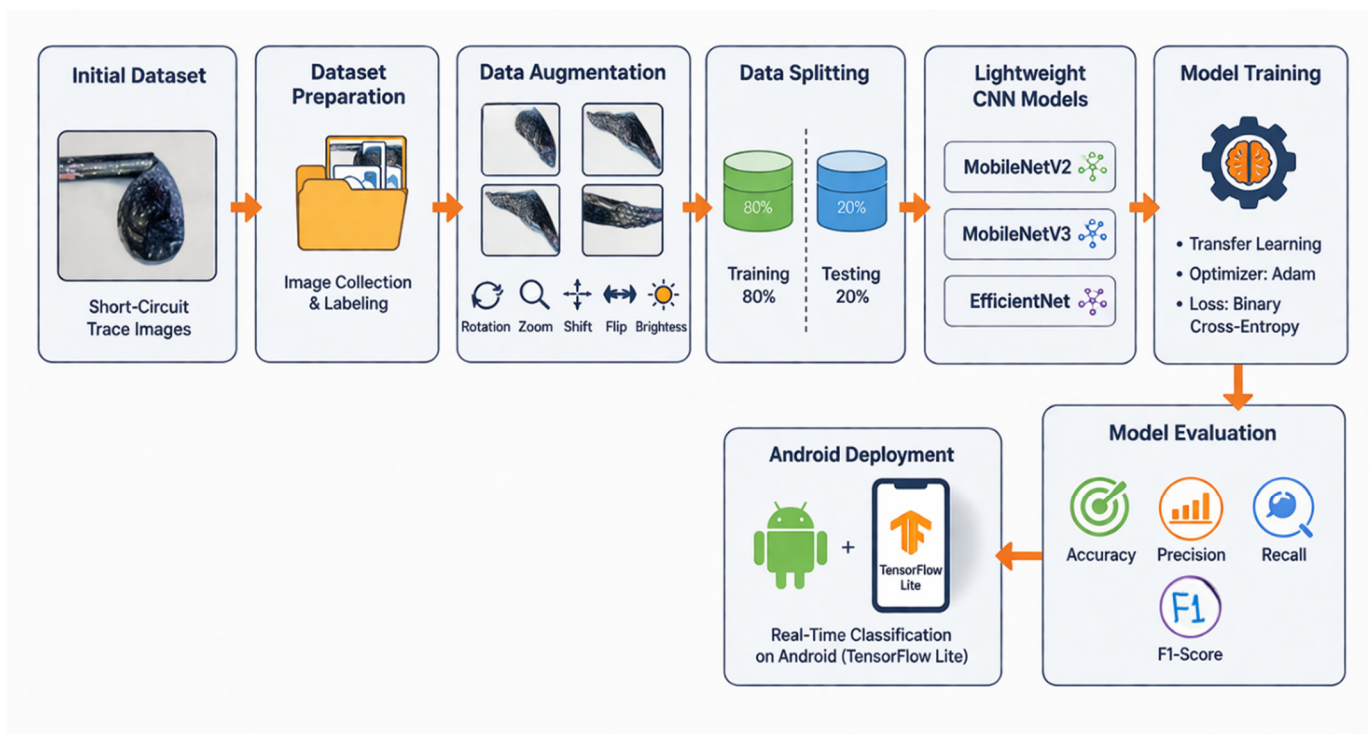 Initial Dataset
Short-Circuit
Trace Images
Dataset
Preparation
Image Collection
& Labeling
Data Augmentation
Rotation Zoom Shift Flip Brightess
Data Splitting
80%
20%
Training
80%
Testing
20%
Lightweight
CNN Models
MobileNetV2
MobileNetV3
EfficientNet
Model Training
• Transfer Learning
• Optimizer: Adam
• Loss: Binary
Cross-Entropy
Model Evaluation
Accuracy Precision Recall
F1
F1-Score
Android Deployment
+
TensorFlow
Lite
Real-Time Classification
on Android (TensorFlow Lite)